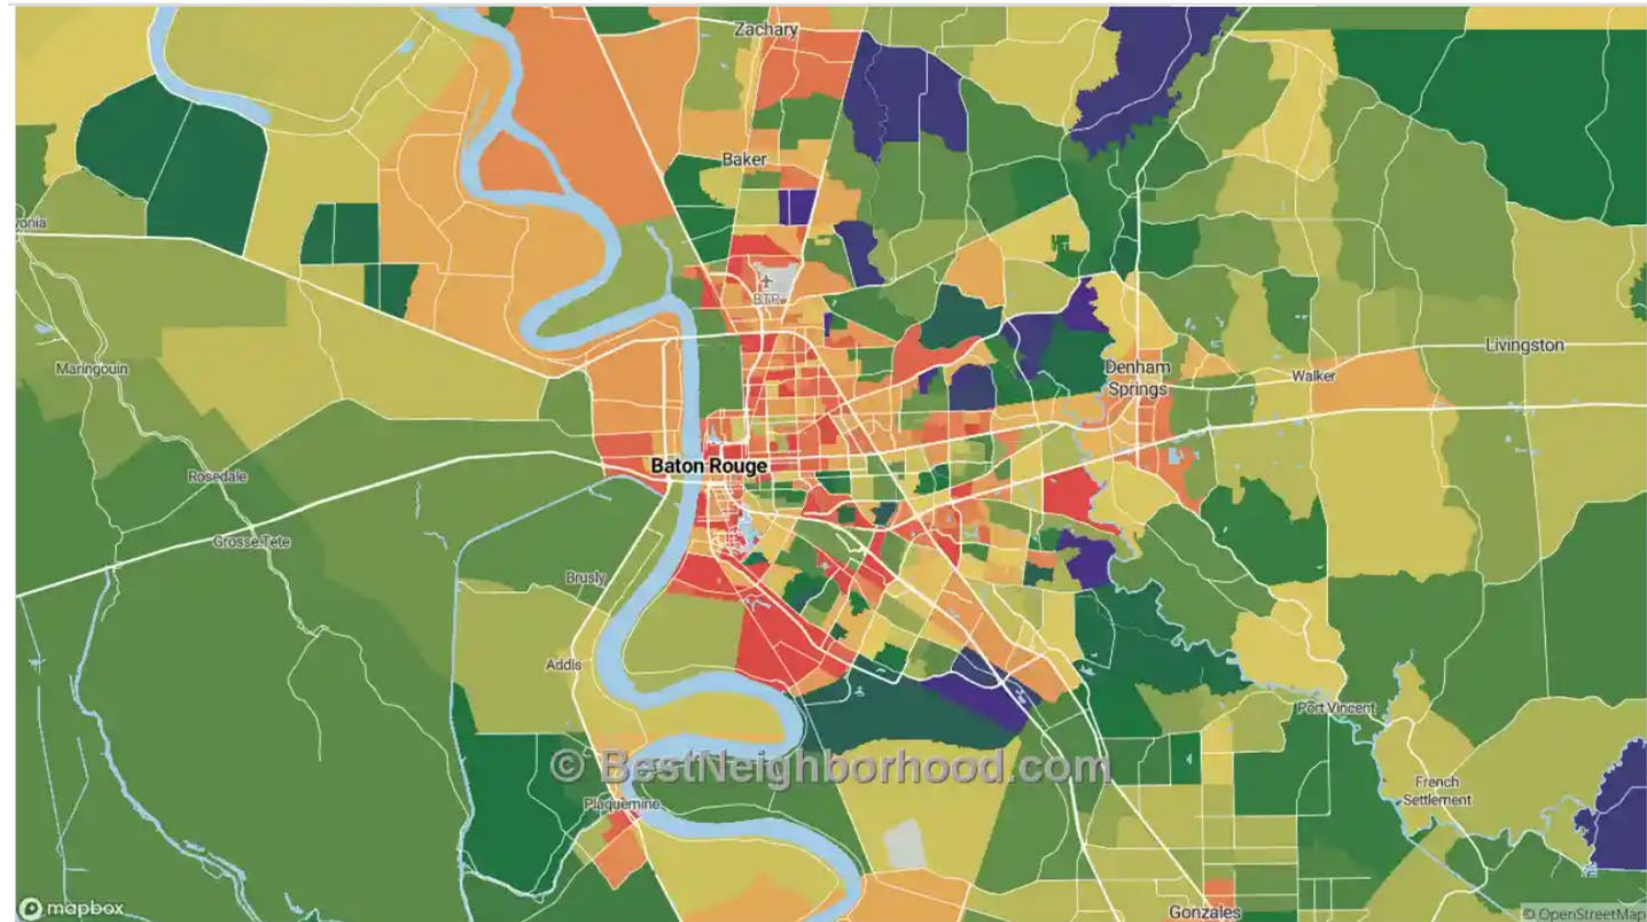 Zachary
Baker
BTR
Maringouin
Denham
Springs
Walker
Livingston
Baton Rouge
Rosedale
Grosse Tete
Brusly
Addis
Port Vincent
© BestNeighborhood.com
French
Settlement
Plaquemine
mapbox
Gonzales
© OpenStreetMap